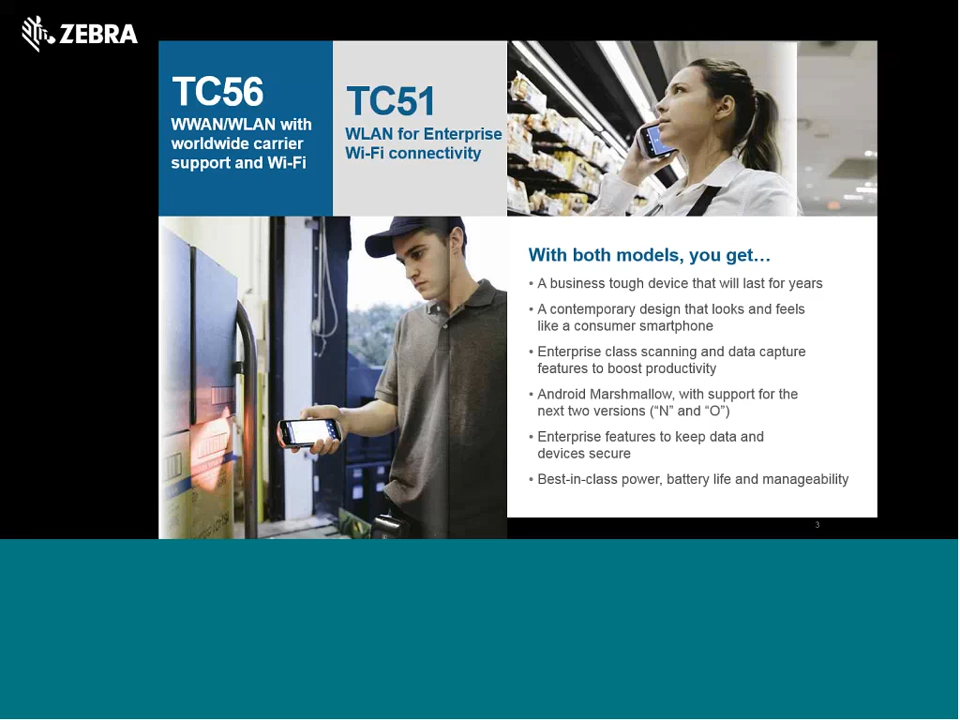 ZEBRA
TC56
WWAN/WLAN with
worldwide carrier
support and Wi-Fi
TC51
WLAN for Enterprise
Wi-Fi connectivity
With both models, you get…
▪ A business tough device that will last for years
▪ A contemporary design that looks and feels
like a consumer smartphone
▪ Enterprise class scanning and data capture
features to boost productivity
▪ Android Marshmallow, with support for the
next two versions (“N” and “O”)
▪ Enterprise features to keep data and
devices secure
▪ Best-in-class power, battery life and manageability
3